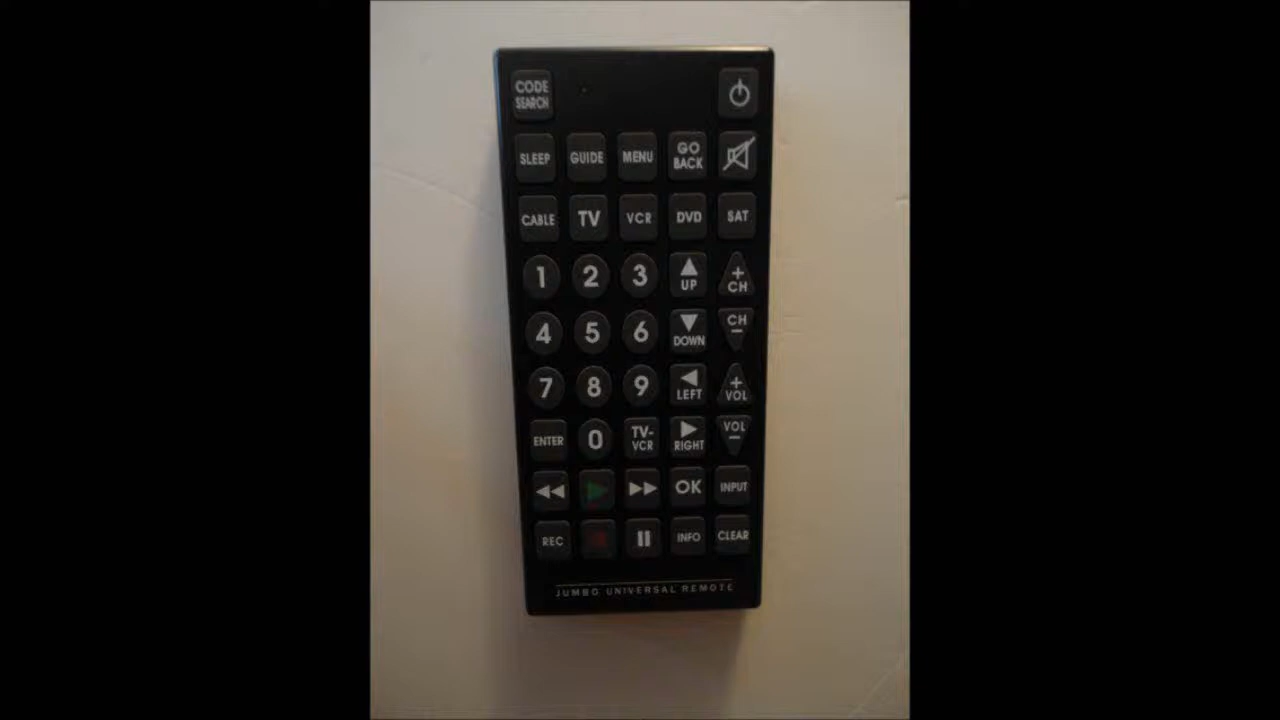 CODE
SEARCH
SLEEP GUIDE MENU GO BACK
CABLE TV VCR DVD SAT
1 2 3 UP + CH
4 5 6 DOWN CH –
7 8 9 LEFT + VOL
ENTER 0 TV-VCR RIGHT VOL –
OK INPUT
REC INFO CLEAR
JUMBO UNIVERSAL REMOTE